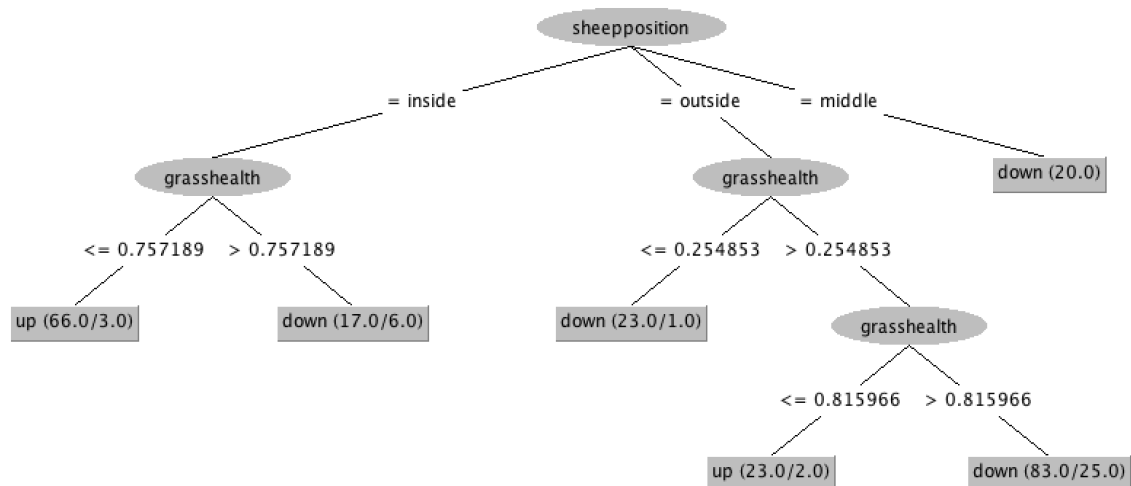 sheepposition
= inside
= outside
= middle
grasshealth
grasshealth
down (20.0)
<= 0.757189
> 0.757189
<= 0.254853
> 0.254853
up (66.0/3.0)
down (17.0/6.0)
down (23.0/1.0)
grasshealth
<= 0.815966
> 0.815966
up (23.0/2.0)
down (83.0/25.0)